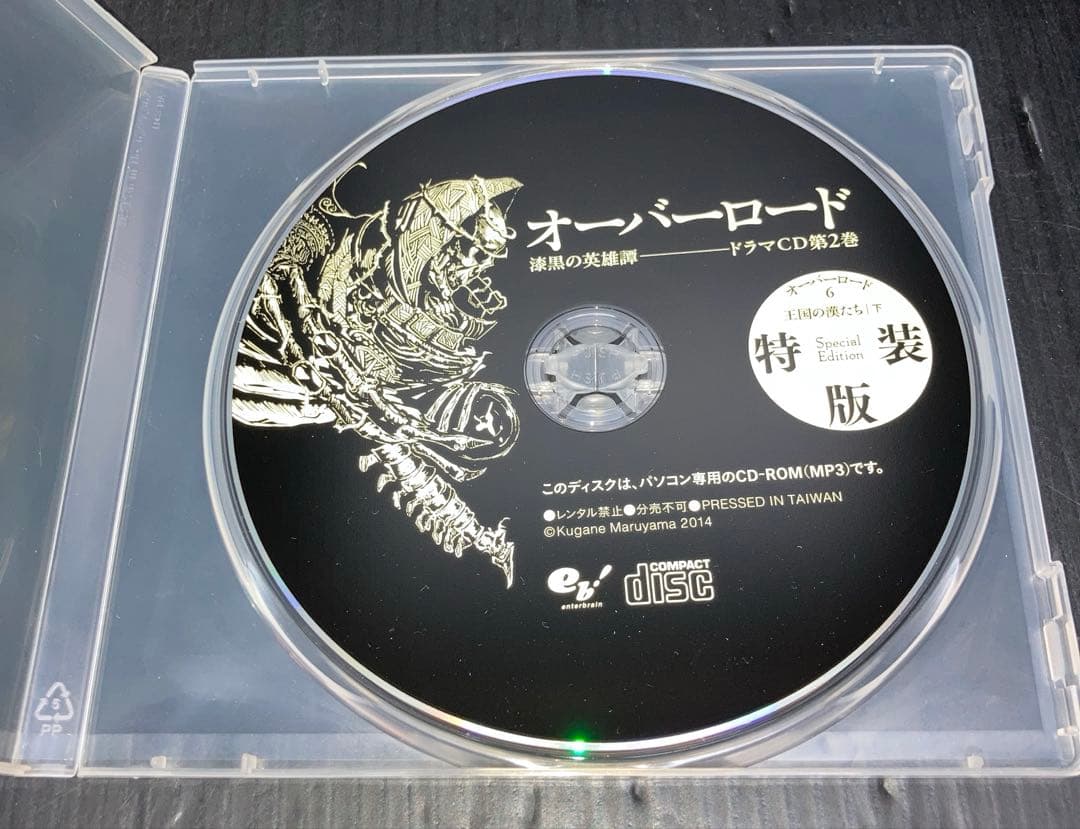 オーバーロード
漆黒の英雄譚————ドラマCD第2巻
オーバーロード
6
王国の漢たち|下
特装版
Special
Edition
このディスクは、パソコン専用のCD-ROM(MP3)です。
●レンタル禁止●分売不可●PRESSED IN TAIWAN
©Kugane Maruyama 2014
eb!
enterbrain
COMPACT
disc
5
PP